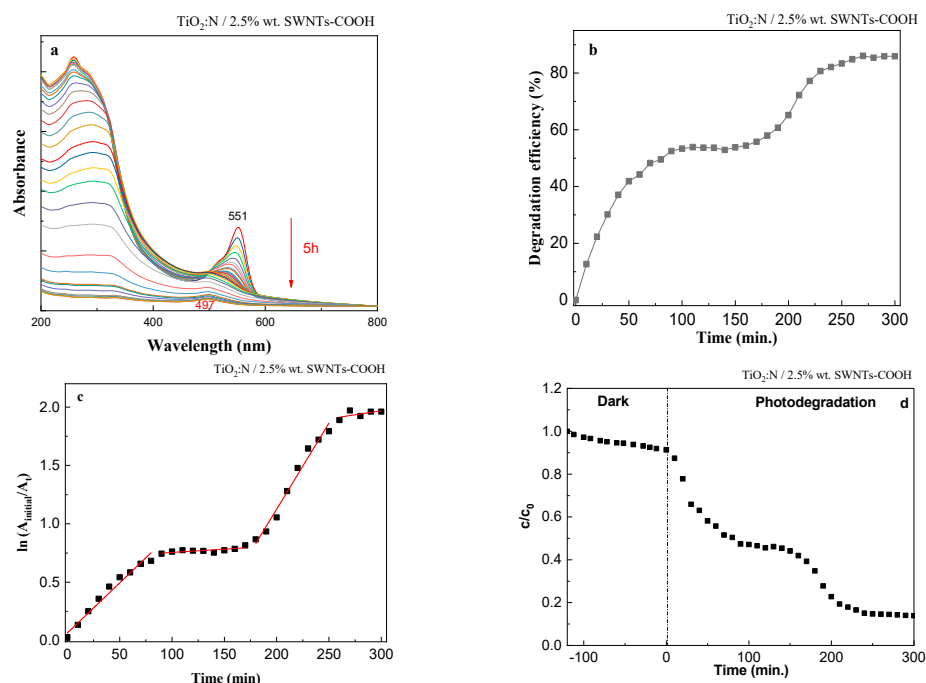 TiO2:N / 2.5% wt. SWNTs-COOH
a
Absorbance
551
5h
497
200
400
600
800
Wavelength (nm)
TiO2:N / 2.5% wt. SWNTs-COOH
b
Degradation efficiency (%)
80
60
40
20
0
0
50
100
150
200
250
300
Time (min.)
TiO2:N / 2.5% wt. SWNTs-COOH
c
ln (Ainitial/At)
2.0
1.5
1.0
0.5
0.0
0
50
100
150
200
250
300
Time (min)
TiO2:N / 2.5% wt. SWNTs-COOH
Dark
Photodegradation
d
c/c0
1.2
1.0
0.8
0.6
0.4
0.2
0.0
-100
0
100
200
300
Time (min.)